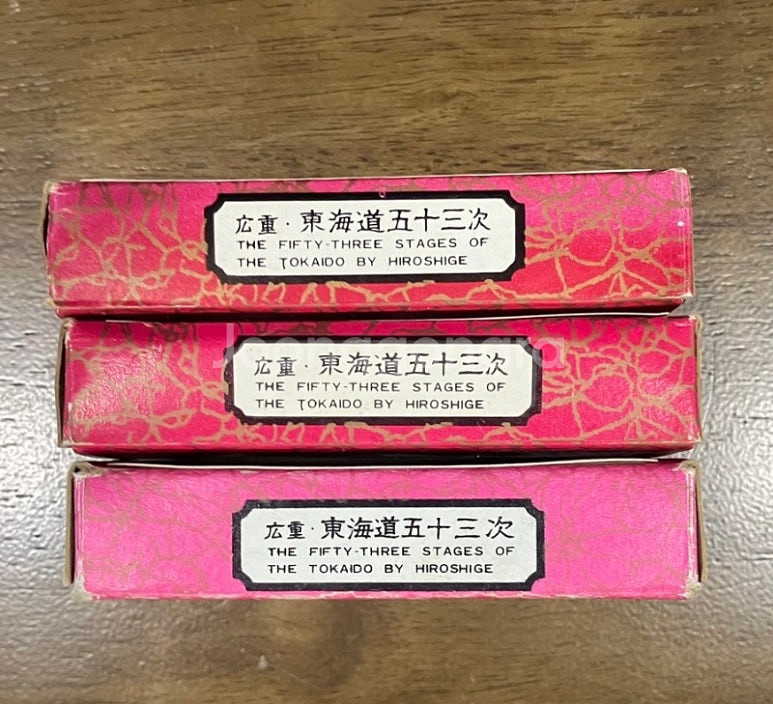 広重・東海道五十三次
THE FIFTY-THREE STAGES OF
THE TOKAIDO BY HIROSHIGE
Joonggonara
広重・東海道五十三次
THE FIFTY-THREE STAGES OF
THE TOKAIDO BY HIROSHIGE
広重・東海道五十三次
THE FIFTY-THREE STAGES OF
THE TOKAIDO BY HIROSHIGE